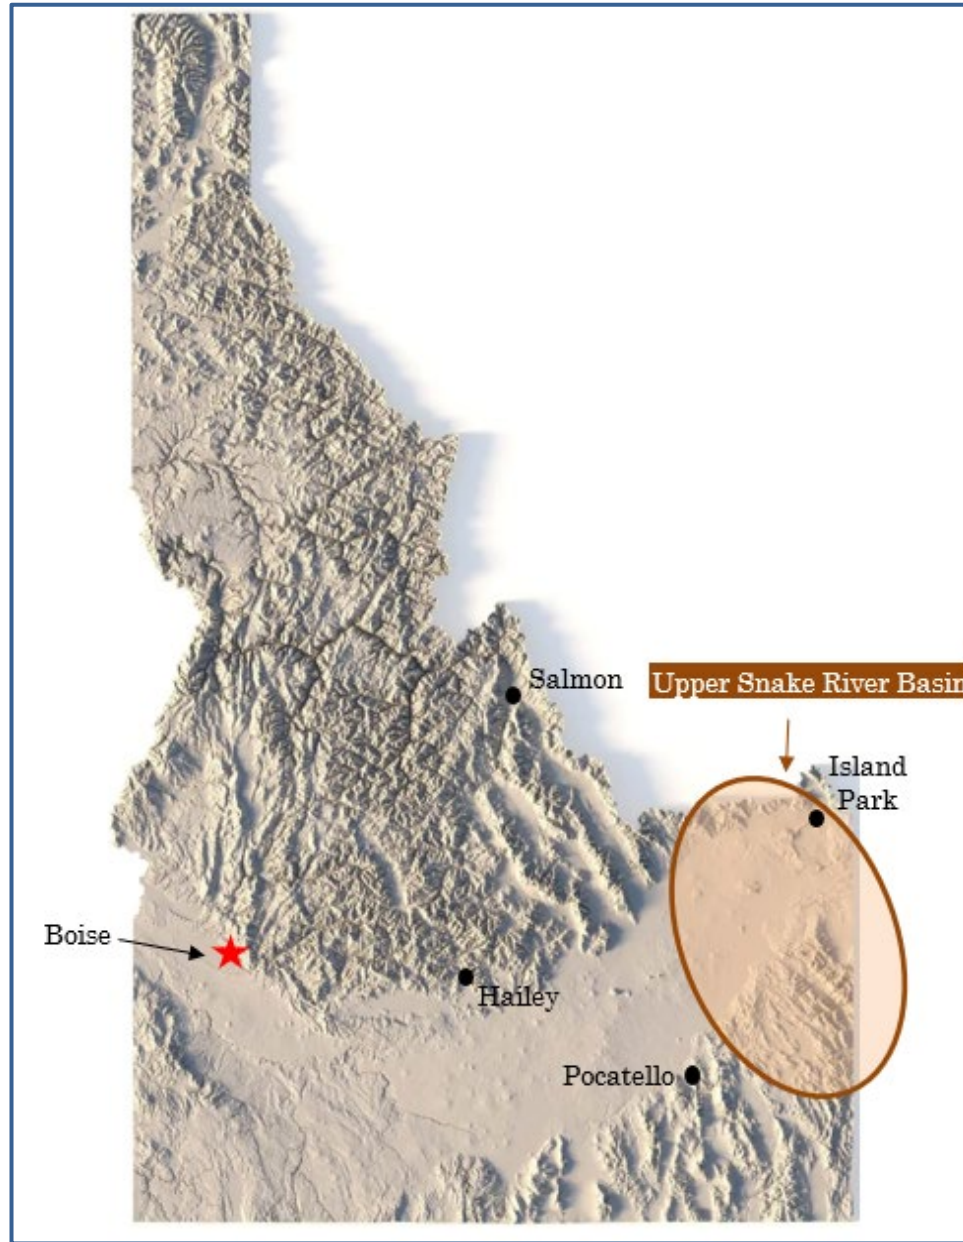 Salmon
Upper Snake River Basin
Island
Park
Boise
Hailey
Pocatello